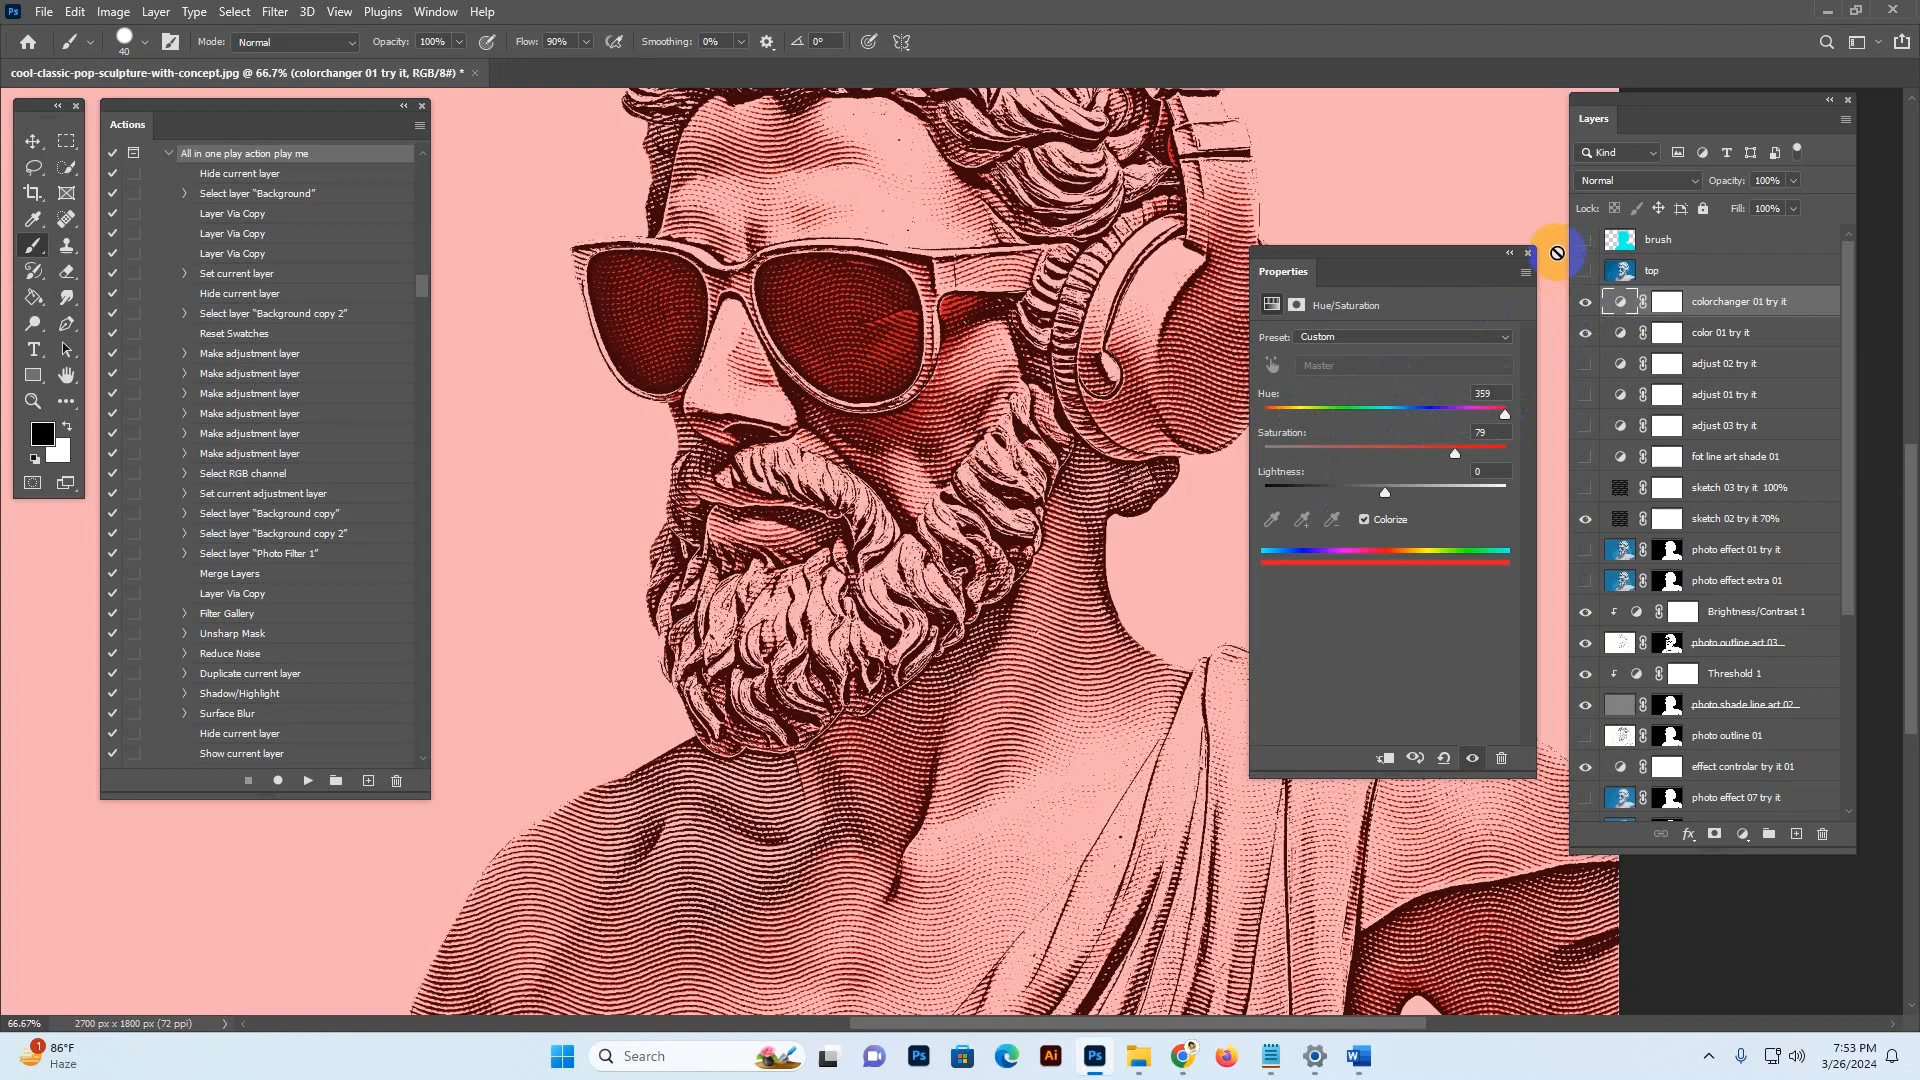 File Edit Image Layer Type Select Filter 3D View Plugins Window Help
40 Mode: Normal Opacity: 100% Flow: 90% Smoothing: 0% 0°
cool-classic-pop-sculpture-with-concept.jpg @ 66.7% (colorchanger 01 try it, RGB/8#) * ×
Actions
All in one play action play me
Hide current layer
Select layer “Background”
Layer Via Copy
Layer Via Copy
Layer Via Copy
Set current layer
Hide current layer
Select layer “Background copy 2”
Reset Swatches
Make adjustment layer
Make adjustment layer
Make adjustment layer
Make adjustment layer
Make adjustment layer
Make adjustment layer
Select RGB channel
Set current adjustment layer
Select layer “Background copy”
Select layer “Background copy 2”
Select layer “Photo Filter 1”
Merge Layers
Layer Via Copy
Filter Gallery
Unsharp Mask
Reduce Noise
Duplicate current layer
Shadow/Highlight
Surface Blur
Hide current layer
Show current layer
Properties
Hue/Saturation
Preset: Custom
Master
Hue: 359
Saturation: 79
Lightness: 0
Colorize
Layers
Kind
Normal Opacity: 100%
Lock: Fill: 100%
brush
top
colorchanger 01 try it
color 01 try it
adjust 02 try it
adjust 01 try it
adjust 03 try it
fot line art shade 01
sketch 03 try it 100%
sketch 02 try it 70%
photo effect 01 try it
photo effect extra 01
Brightness/Contrast 1
photo outline art 03
Threshold 1
photo shade line art 02
photo outline 01
effect controlar try it 01
photo effect 07 try it
fx
66.67% 2700 px x 1800 px (72 ppi)
1 86°F
Haze
Search
Ps
Ai
Ps
7:53 PM
3/26/2024